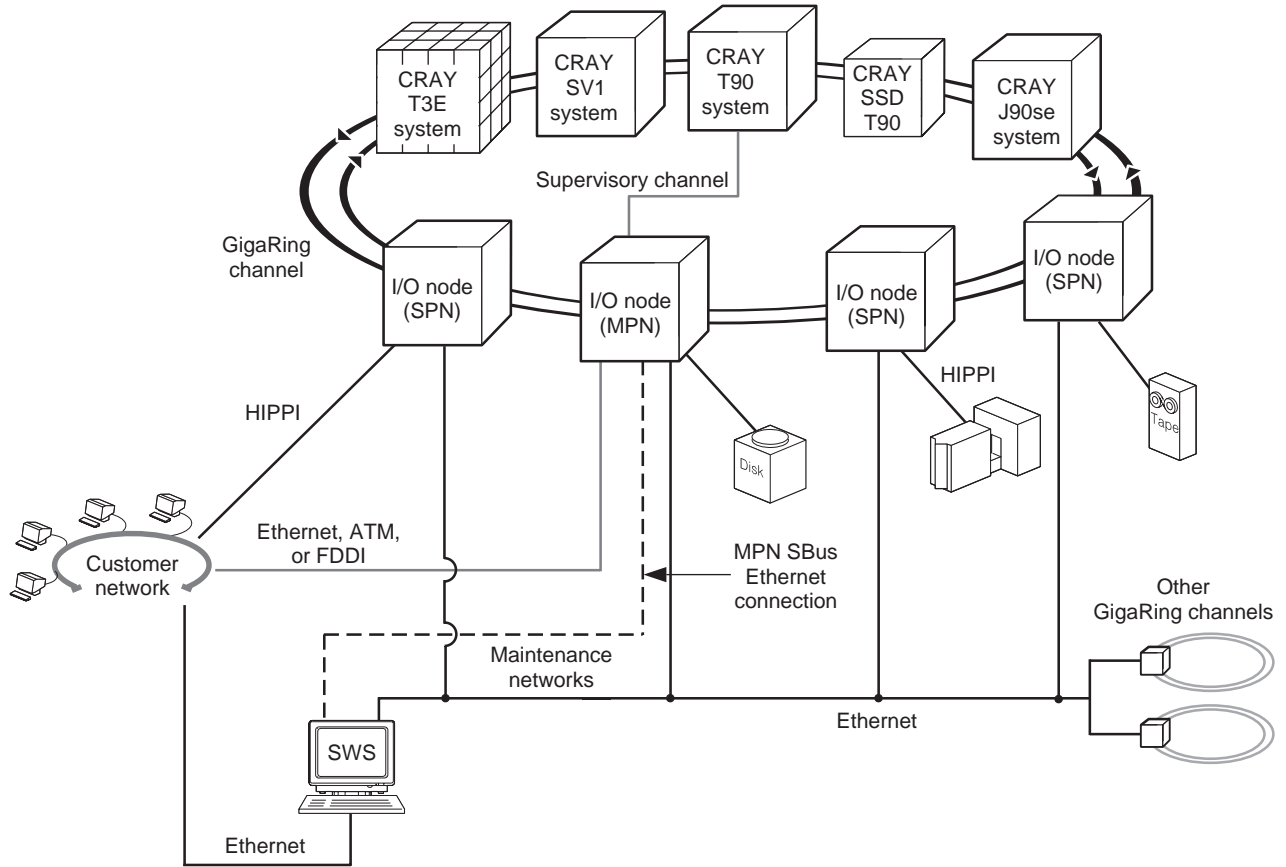 CRAY
T3E
system
CRAY
SV1
system
CRAY
T90
system
CRAY
SSD
T90
CRAY
J90se
system
Supervisory channel
GigaRing
channel
I/O node
(SPN)
I/O node
(MPN)
I/O node
(SPN)
I/O node
(SPN)
HIPPI
HIPPI
Disk
Tape
Customer
network
Ethernet, ATM,
or FDDI
MPN SBus
Ethernet
connection
Other
GigaRing channels
Maintenance
networks
Ethernet
SWS
Ethernet